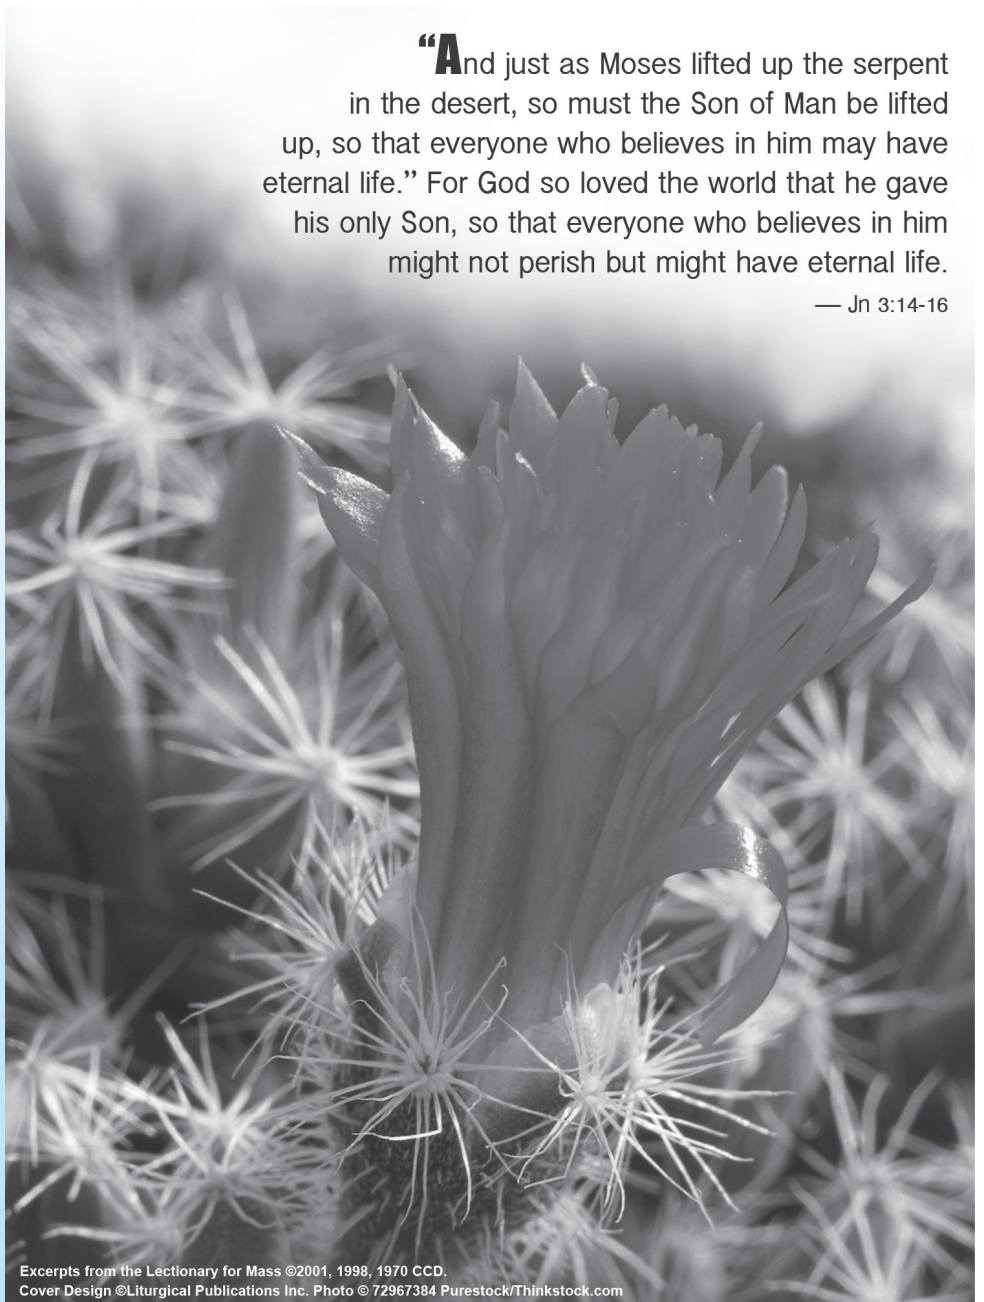 “And just as Moses lifted up the serpent
in the desert, so must the Son of Man be lifted
up, so that everyone who believes in him may have
eternal life.” For God so loved the world that he gave
his only Son, so that everyone who believes in him
might not perish but might have eternal life.
— Jn 3:14-16
Excerpts from the Lectionary for Mass ©2001, 1998, 1970 CCD.
Cover Design ©Liturgical Publications Inc. Photo © 72967384 Purestock/Thinkstock.com